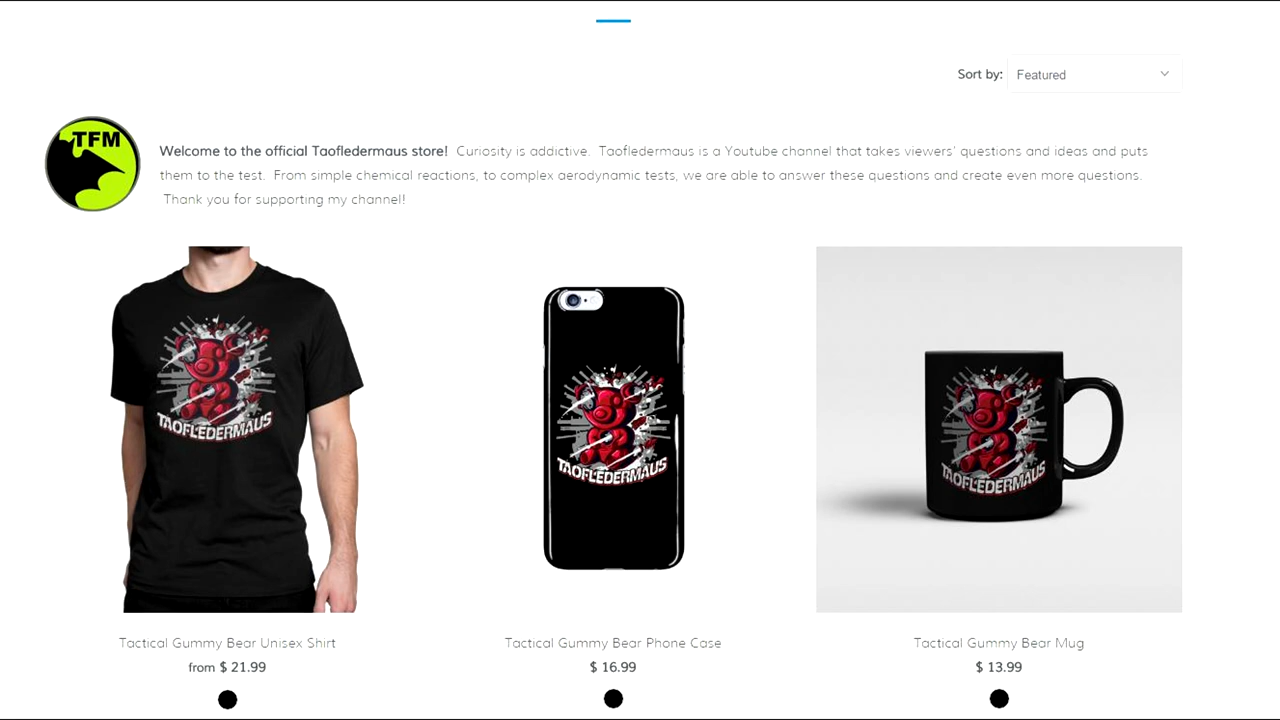 Sort by: Featured
TFM
Welcome to the official Taofledermaus store! Curiosity is addictive. Taofledermaus is a Youtube channel that takes viewers' questions and ideas and puts
them to the test. From simple chemical reactions, to complex aerodynamic tests, we are able to answer these questions and create even more questions.
Thank you for supporting my channel!
TAOFLEDERMAUS
TAOFLEDERMAUS
TAOFLEDERMAUS
Tactical Gummy Bear Unisex Shirt
from $ 21.99
Tactical Gummy Bear Phone Case
$ 16.99
Tactical Gummy Bear Mug
$ 13.99